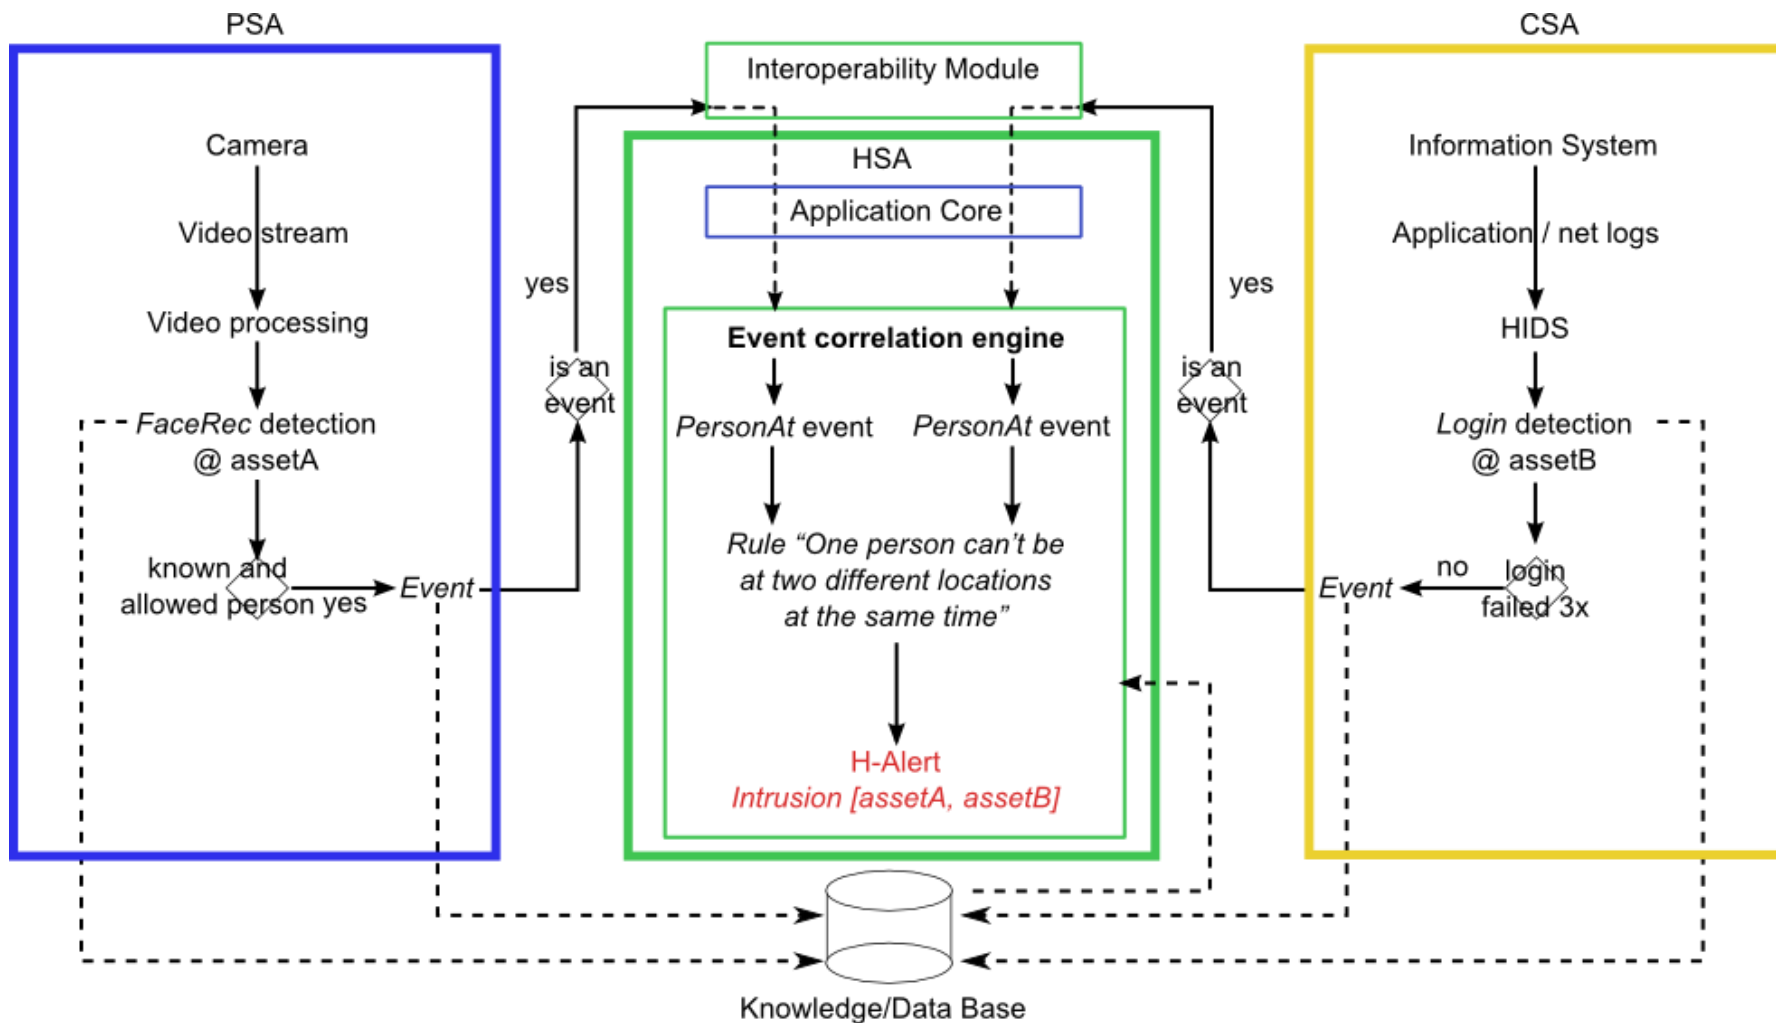 PSA
Camera
Video stream
Video processing
FaceRec detection
@ assetA
known and
allowed person
yes
Event
yes
is an
event
Interoperability Module
HSA
Application Core
Event correlation engine
PersonAt event
PersonAt event
Rule “One person can’t be
at two different locations
at the same time”
H-Alert
Intrusion [assetA, assetB]
yes
is an
event
CSA
Information System
Application / net logs
HIDS
Login detection
@ assetB
login
failed 3x
no
Event
Knowledge/Data Base